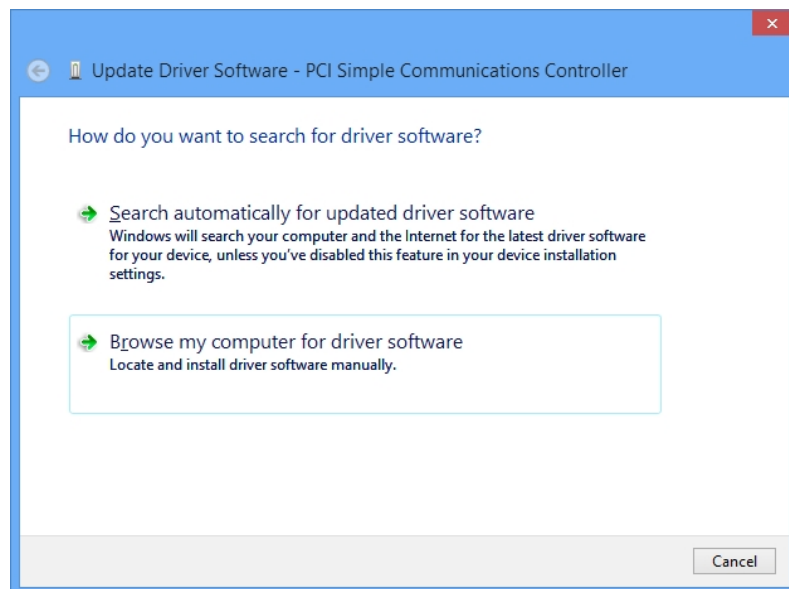 Update Driver Software - PCI Simple Communications Controller
How do you want to search for driver software?
Search automatically for updated driver software
Windows will search your computer and the Internet for the latest driver software
for your device, unless you've disabled this feature in your device installation
settings.
Browse my computer for driver software
Locate and install driver software manually.
Cancel